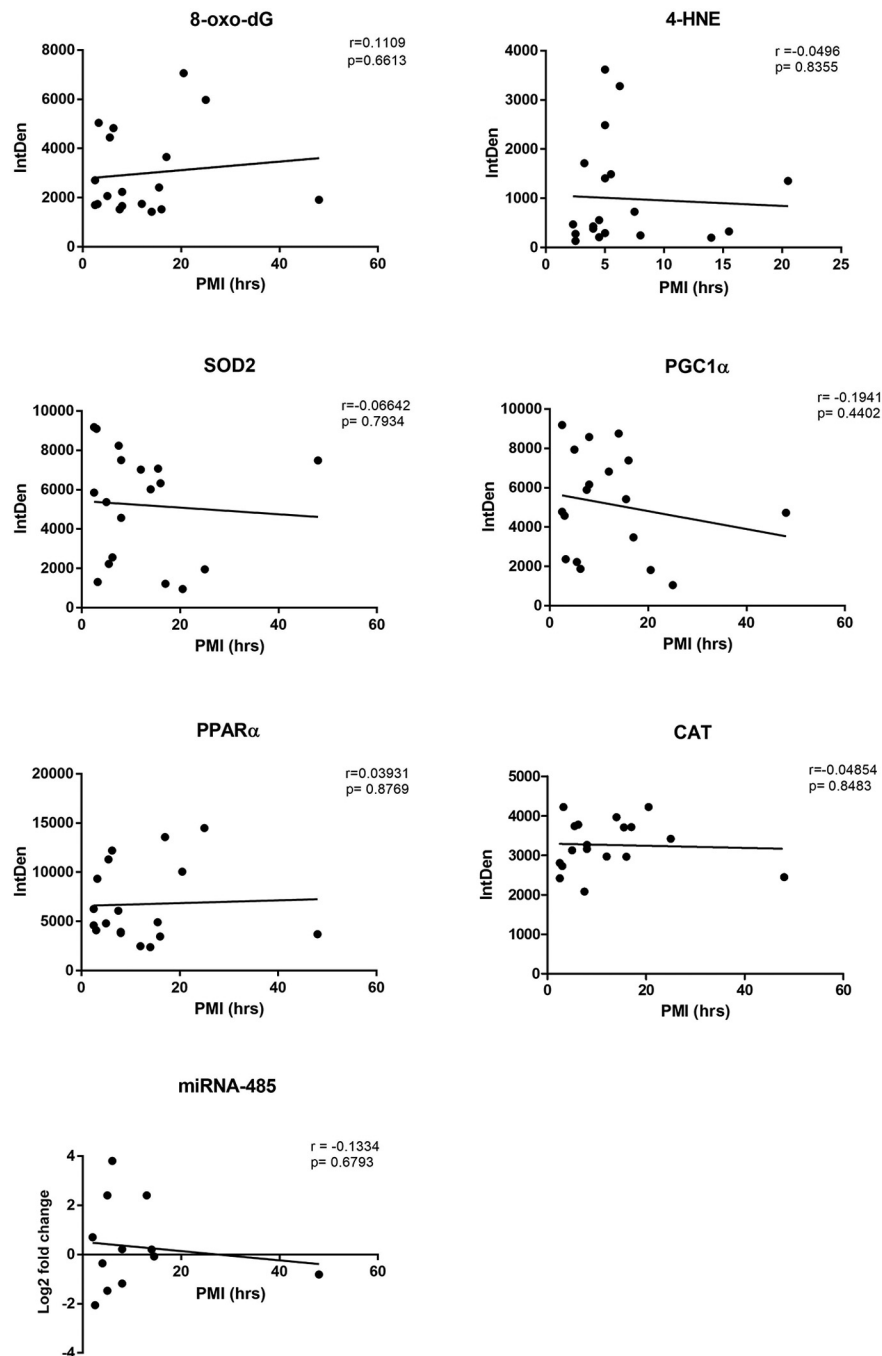 8-oxo-dG
r=0.1109
p=0.6613
8000
6000
4000
2000
0
IntDen
0 20 40 60
PMI (hrs)
4-HNE
r =-0.0496
p= 0.8355
4000
3000
2000
1000
0
IntDen
0 5 10 15 20 25
PMI (hrs)
SOD2
r=-0.06642
p= 0.7934
10000
8000
6000
4000
2000
0
IntDen
0 20 40 60
PMI (hrs)
PGC1α
r= -0.1941
p= 0.4402
10000
8000
6000
4000
2000
0
IntDen
0 20 40 60
PMI (hrs)
PPARα
r=0.03931
p= 0.8769
20000
15000
10000
5000
0
IntDen
0 20 40 60
PMI (hrs)
CAT
r=-0.04854
p= 0.8483
5000
4000
3000
2000
1000
0
IntDen
0 20 40 60
PMI (hrs)
miRNA-485
r = -0.1334
p= 0.6793
4
2
0
-2
-4
Log2 fold change
20 40 60
PMI (hrs)